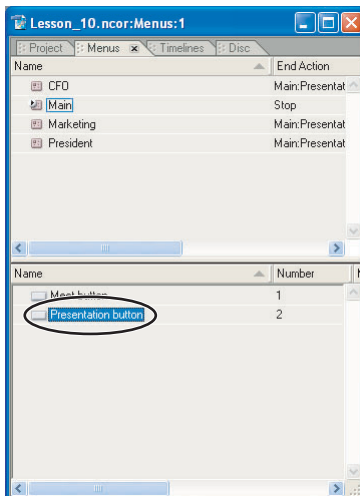 Lesson_10.ncor:Menus:1
Project Menus Timelines Disc
Name End Action
CFO Main:Presentat
Main Stop
Marketing Main:Presentat
President Main:Presentat
Name Number
Meet button 1
Presentation button 2